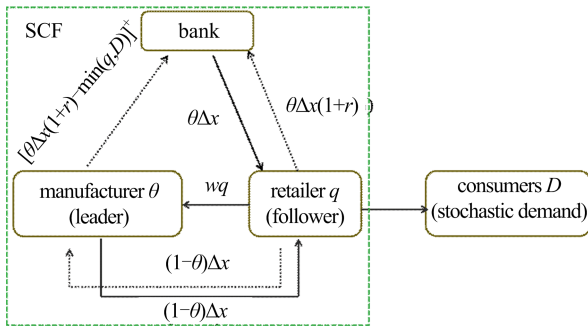 SCF
bank
[θΔx(1+r)−min(q,D)]⁺
θΔx
θΔx(1+r) )
manufacturer θ
(leader)
wq
retailer q
(follower)
consumers D
(stochastic demand)
(1−θ)Δx
(1−θ)Δx